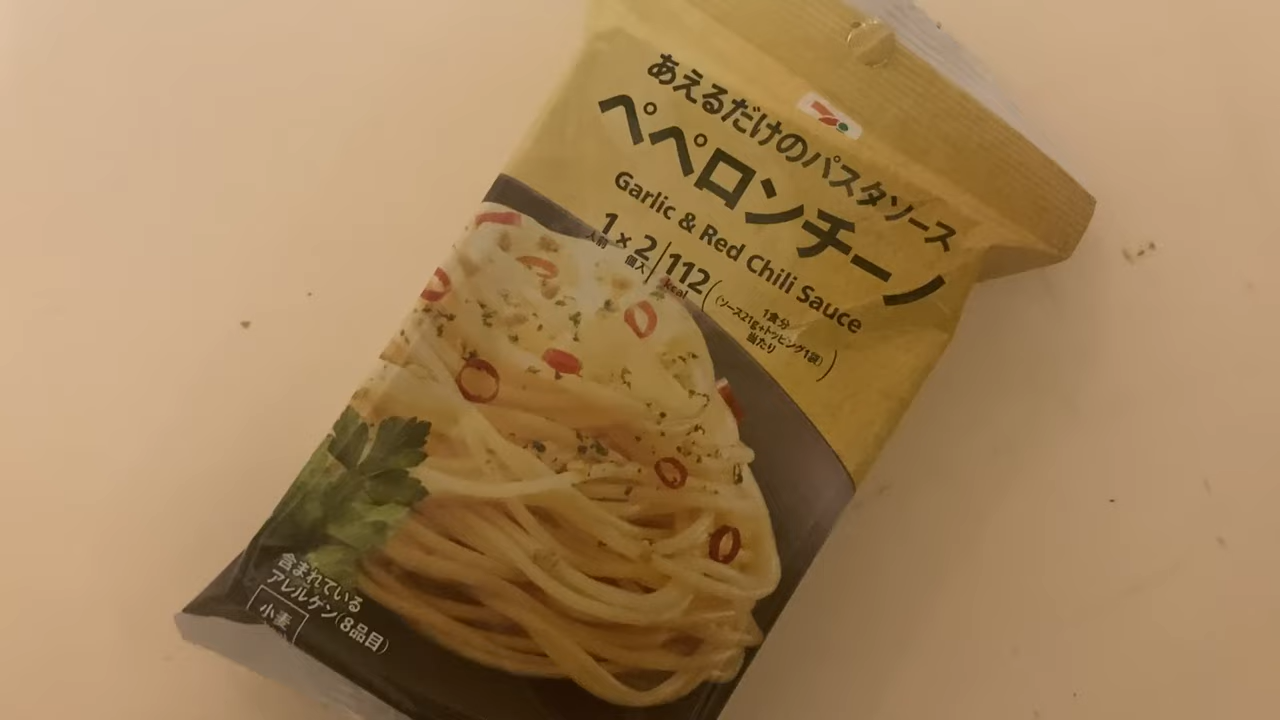 あえるだけのパスタソース
ペペロンチーノ
Garlic & Red Chili Sauce
1人前×2個入
112kcal
(1食分
(ソース21g+トッピング1袋)
当たり)
含まれている
アレルゲン(8品目)
小麦